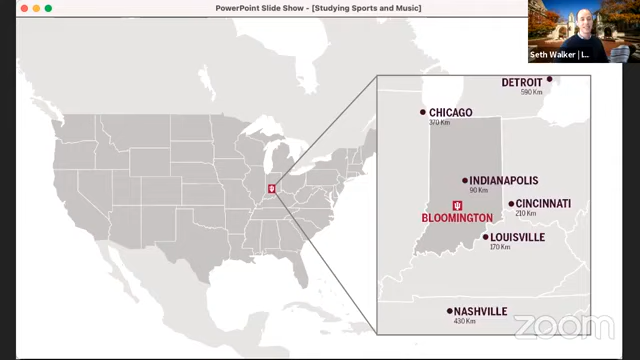 PowerPoint Slide Show - [Studying Sports and Music]
Seth Walker | L...
DETROIT
590 Km
CHICAGO
370 Km
INDIANAPOLIS
90 Km
CINCINNATI
210 Km
BLOOMINGTON
LOUISVILLE
170 Km
NASHVILLE
430 Km
zoom